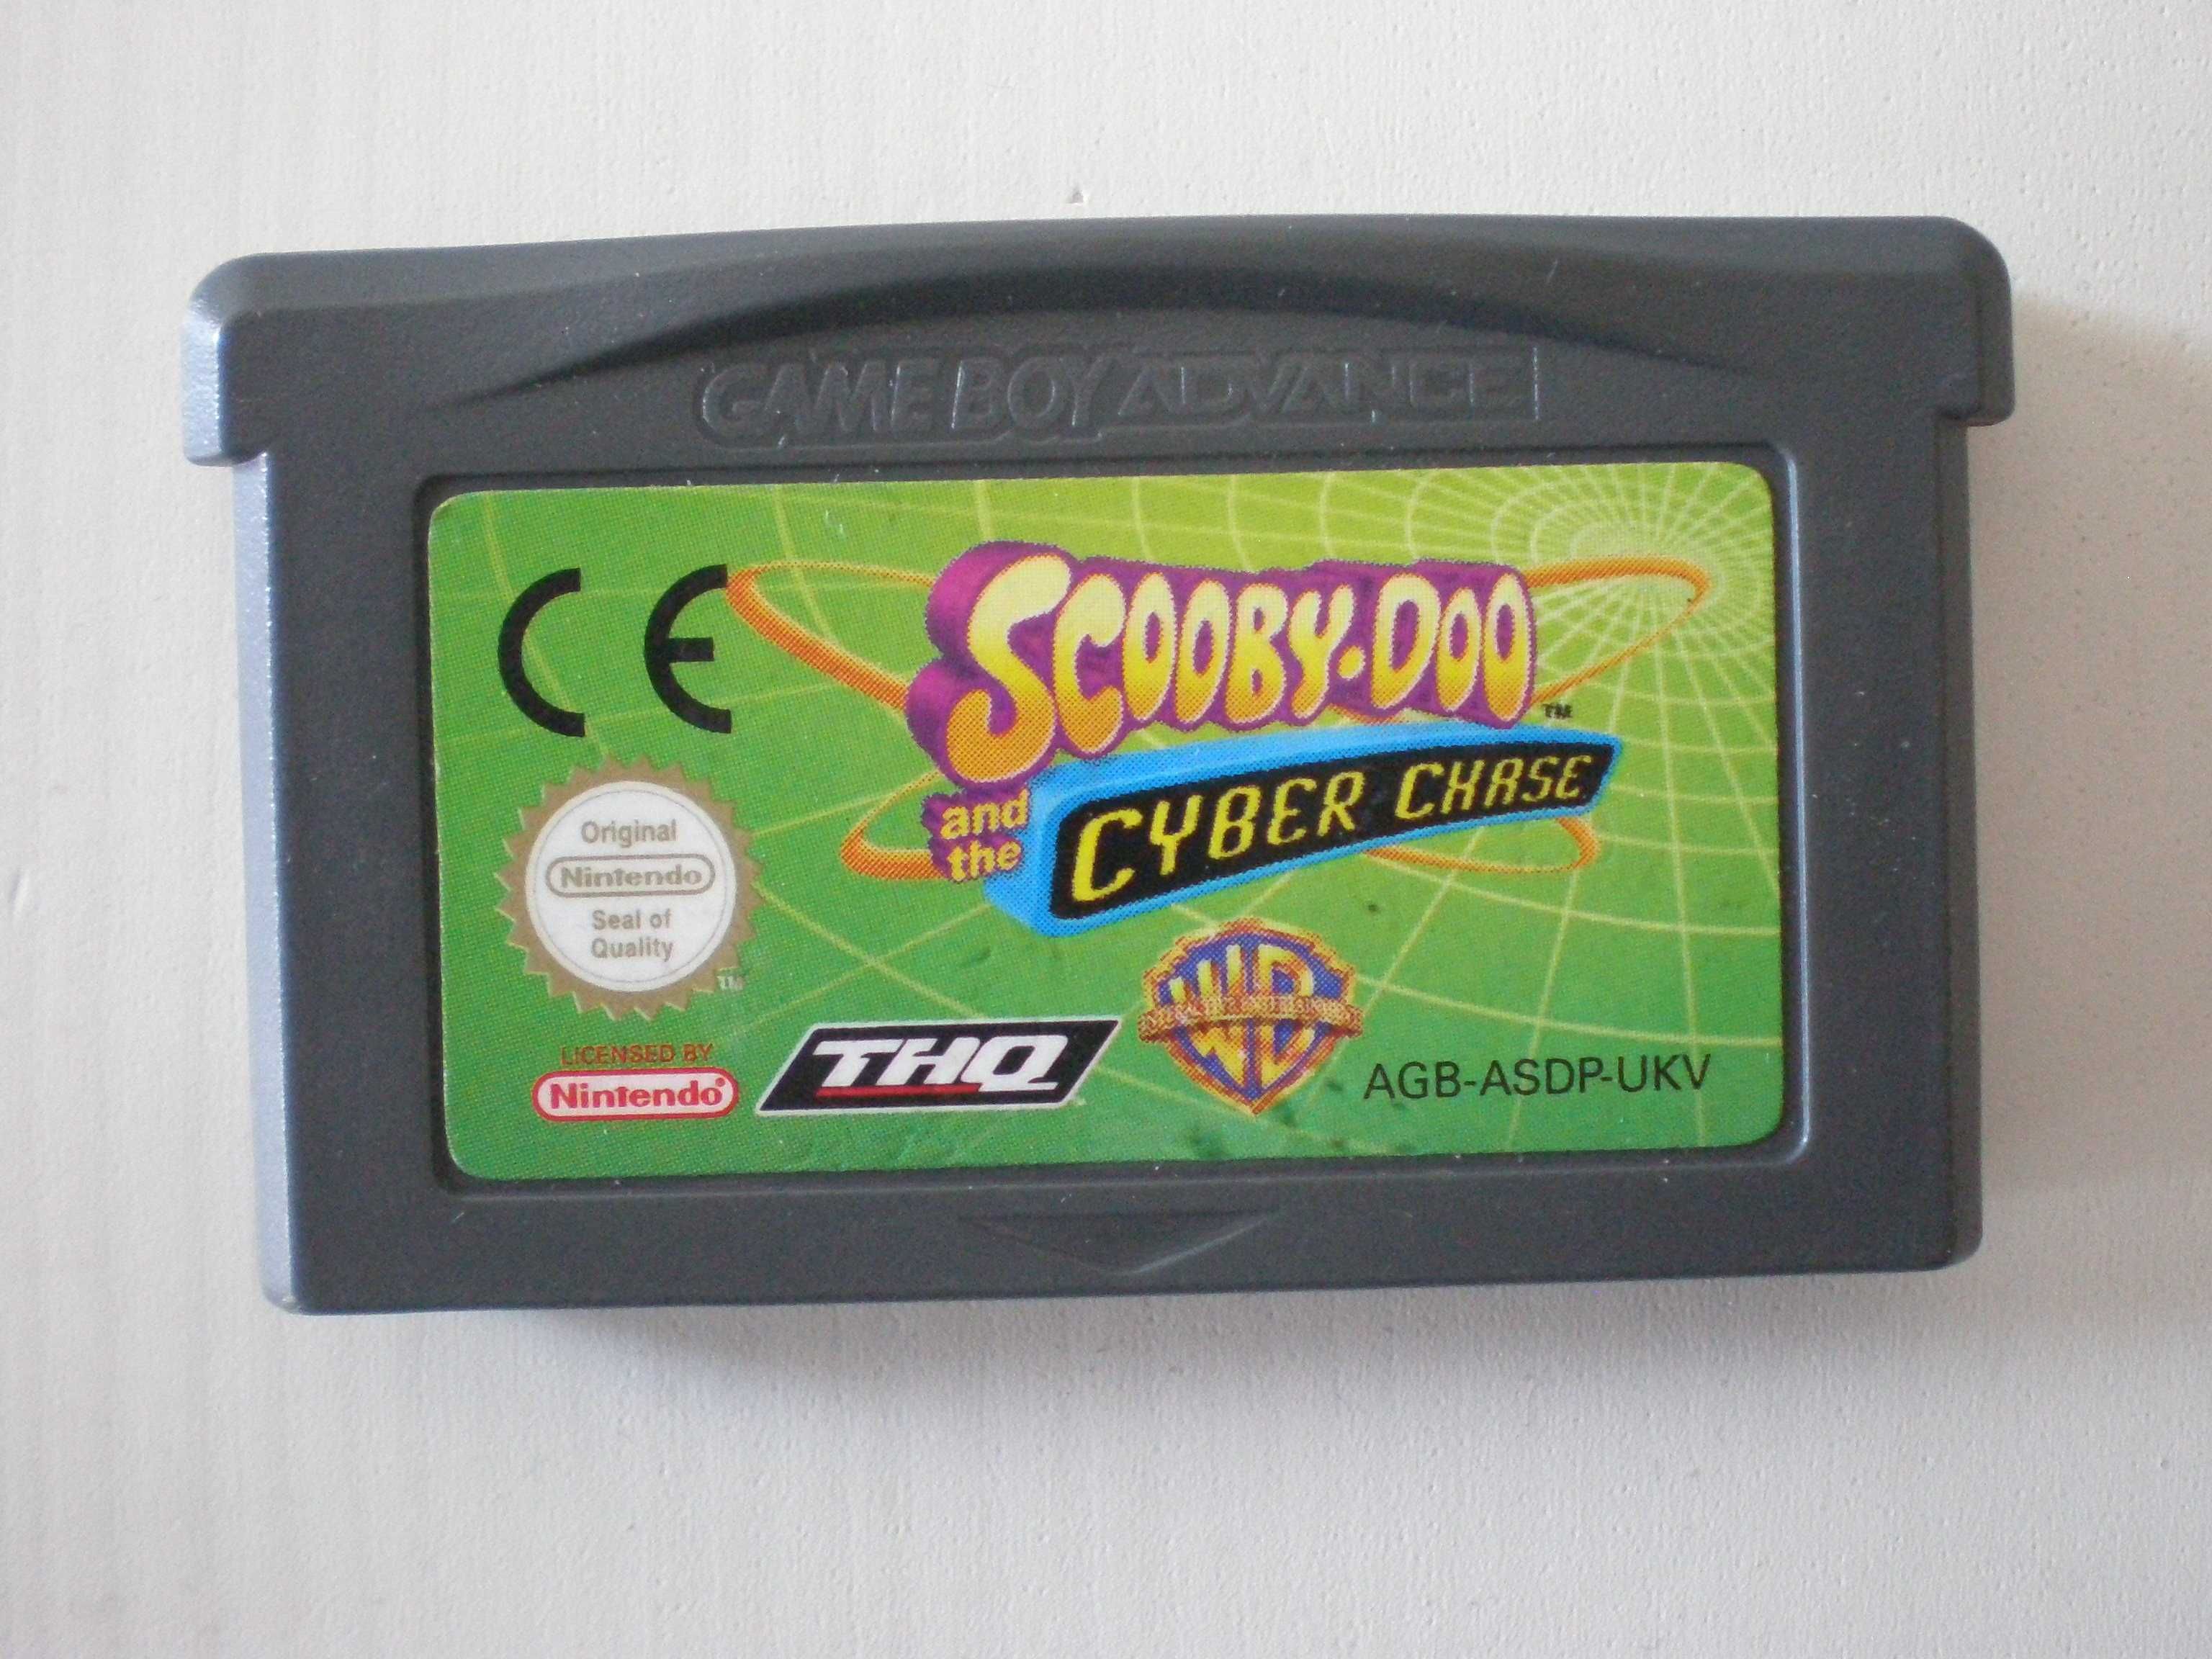 GAME BOY ADVANCE
CE
SCOOBY-DOO
TM
and
the
CYBER CHASE
Original
Nintendo
Seal of
Quality
TM
WB
LICENSED BY
Nintendo®
THQ
AGB-ASDP-UKV